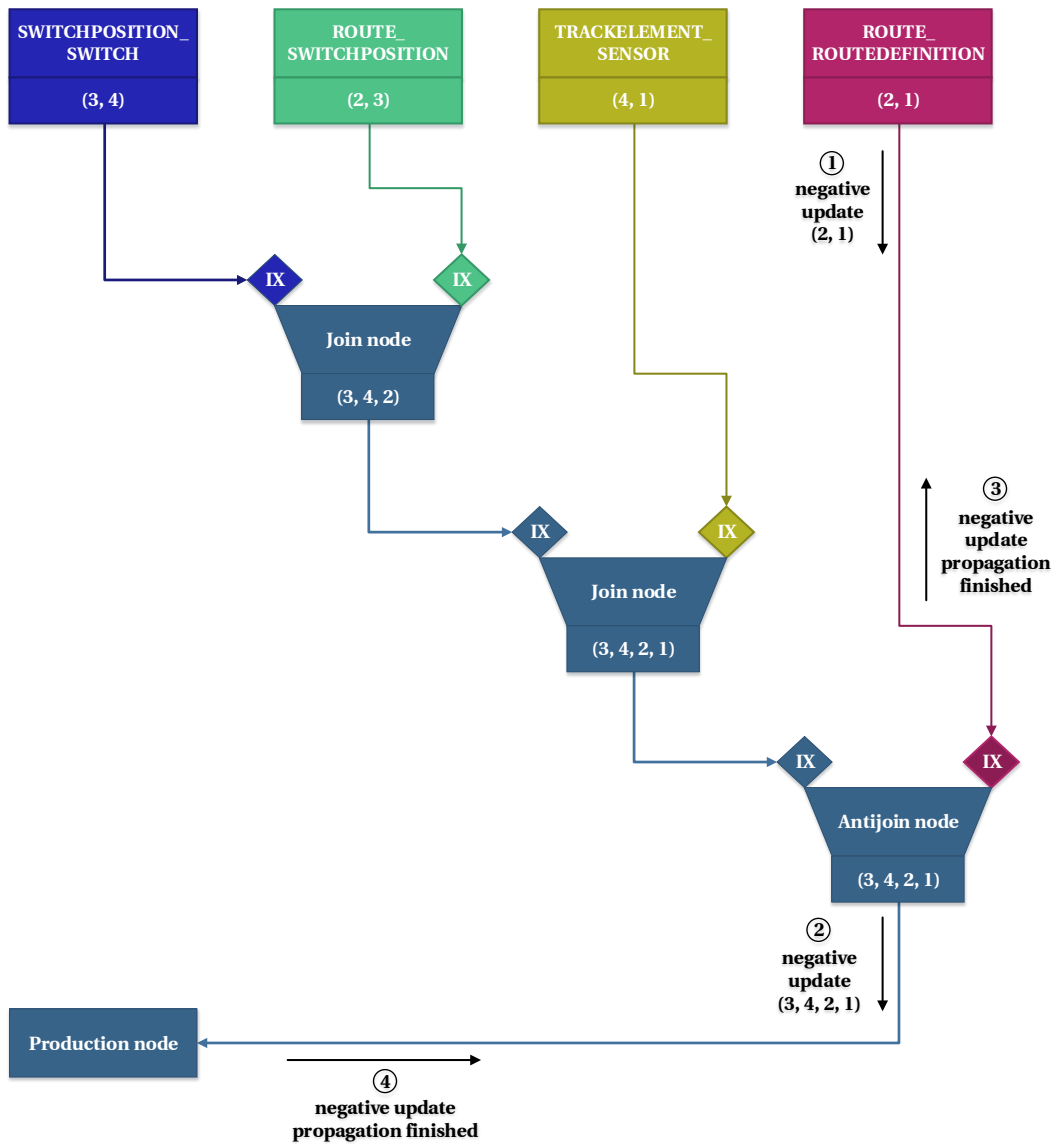 SWITCHPOSITION_
SWITCH
(3, 4)
ROUTE_
SWITCHPOSITION
(2, 3)
TRACKELEMENT_
SENSOR
(4, 1)
ROUTE_
ROUTEDEFINITION
(2, 1)
①
negative
update
(2, 1)
IX
IX
Join node
(3, 4, 2)
③
negative
update
propagation
finished
IX
IX
Join node
(3, 4, 2, 1)
IX
IX
Antijoin node
(3, 4, 2, 1)
②
negative
update
(3, 4, 2, 1)
Production node
④
negative update
propagation finished